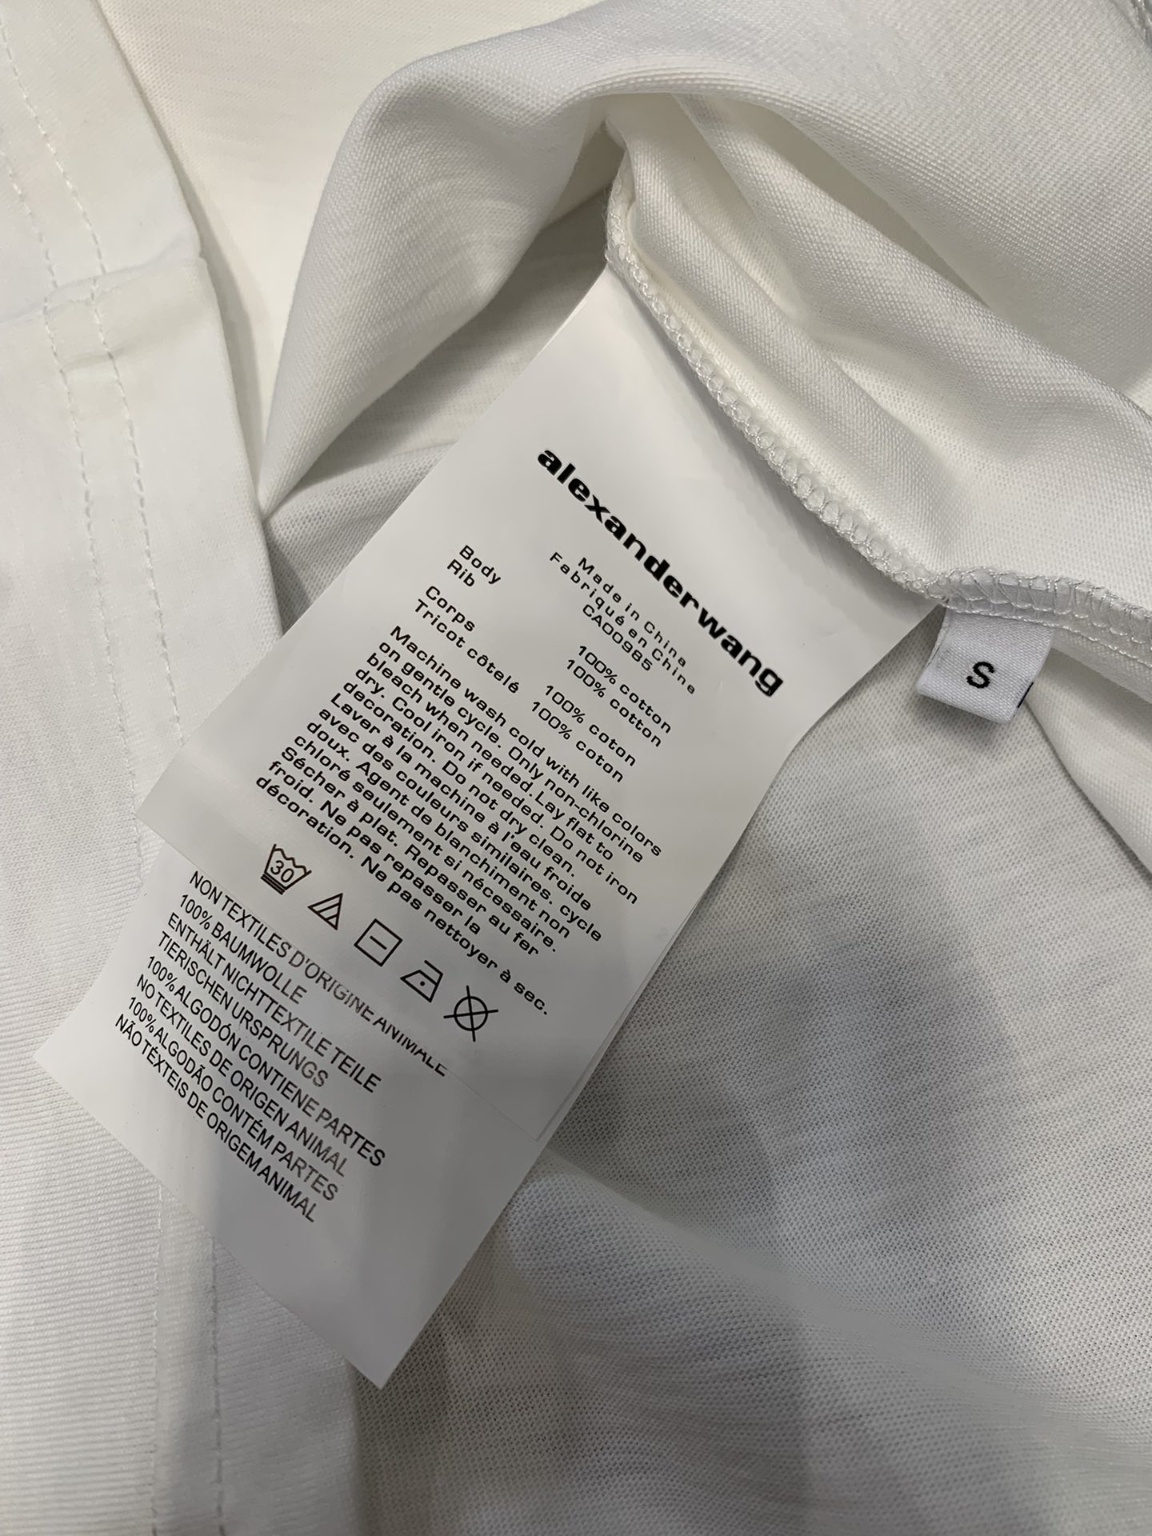 alexanderwang
Made in China
Fabriqué en Chine
CA00985
Body 100% cotton
Rib 100% cotton
Corps 100% coton
Tricot côtelé 100% coton
Machine wash cold with like colors
on gentle cycle. Only non-chlorine
bleach when needed. Lay flat to
dry. Cool iron if needed. Do not iron
decoration. Do not dry clean.
Laver à la machine à l'eau froide
avec des couleurs similaires, cycle
doux. Agent de blanchiment non
chloré seulement si nécessaire.
Sécher à plat. Repasser au fer
froid. Ne pas repasser la
décoration. Ne pas nettoyer à sec.
30
NON TEXTILES D'ORIGINE ANIMALE
100% BAUMWOLLE
ENTHÄLT NICHTTEXTILE TEILE
TIERISCHEN URSPRUNGS
100% ALGODÓN CONTIENE PARTES
NO TEXTILES DE ORIGEN ANIMAL
100% ALGODÃO CONTÉM PARTES
NÃO TÉXTEIS DE ORIGEM ANIMAL
S